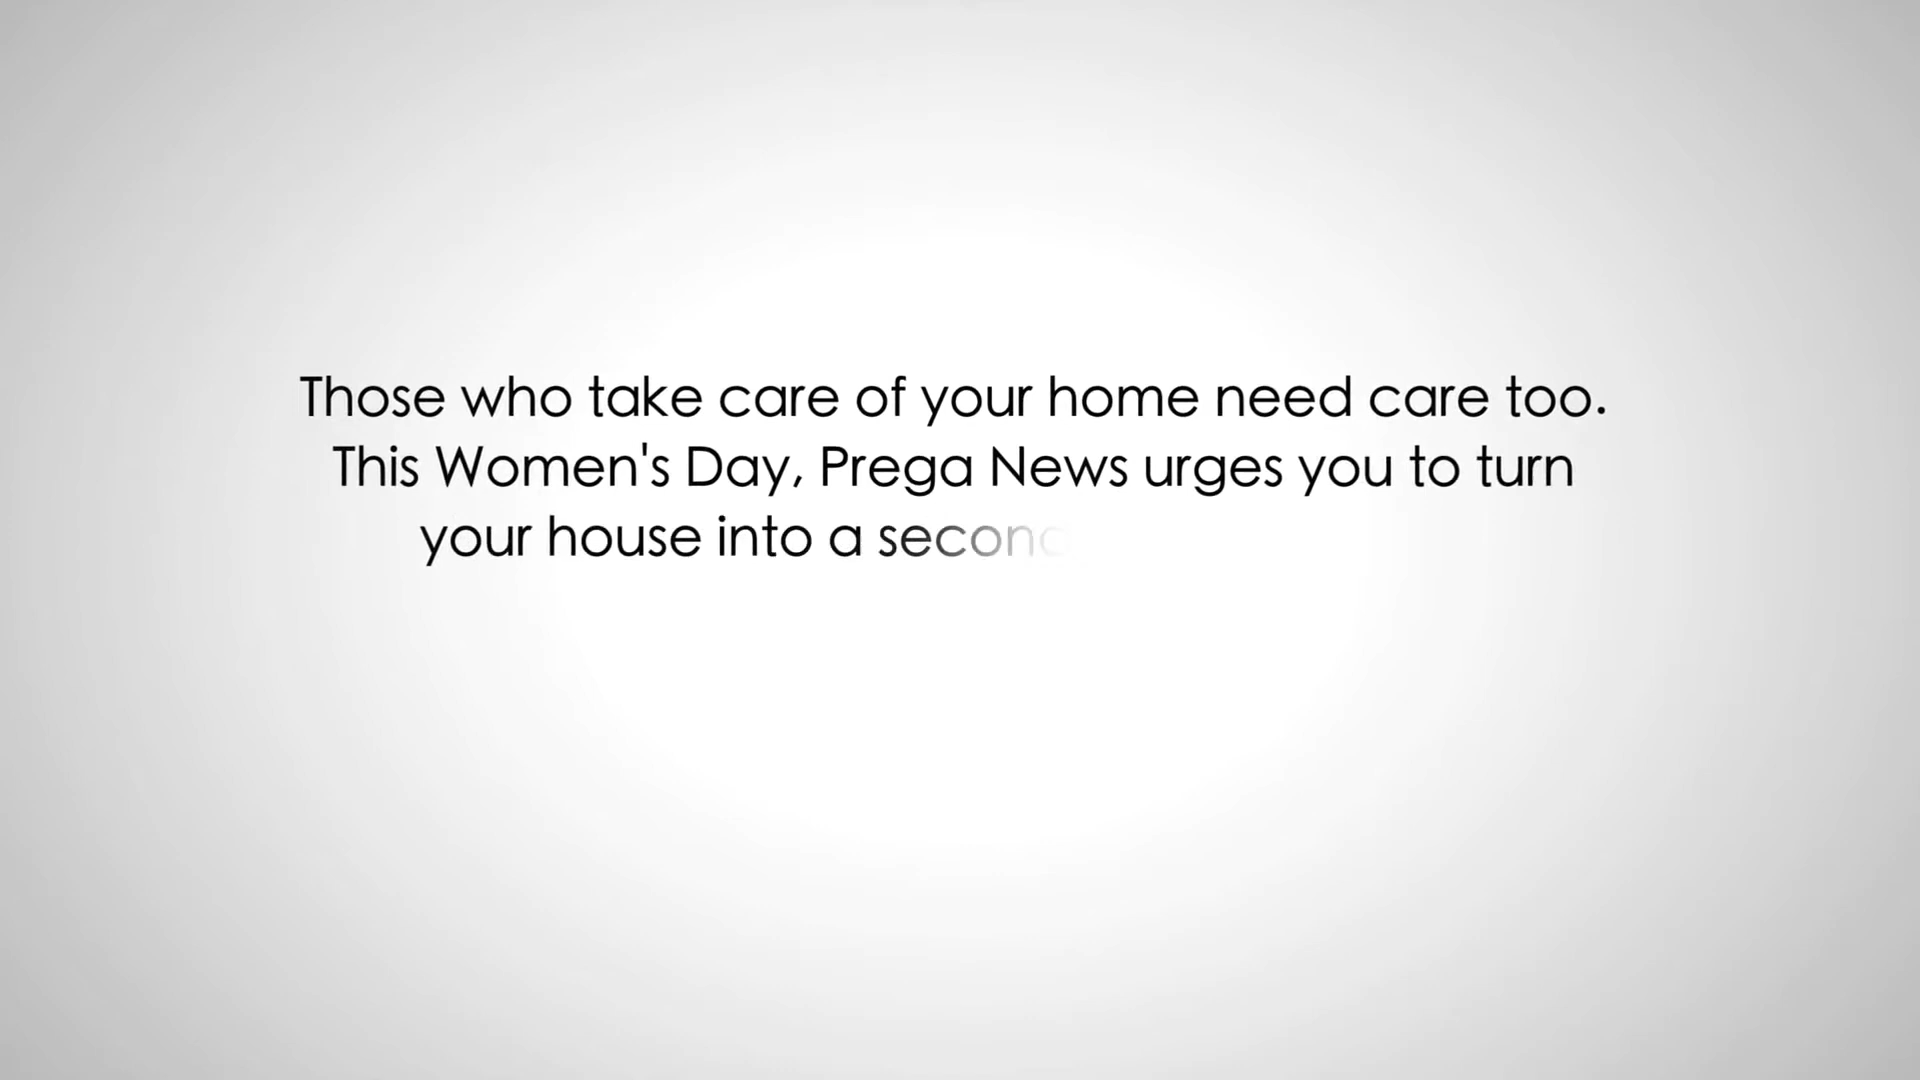 Those who take care of your home need care too.
This Women's Day, Prega News urges you to turn
your house into a second